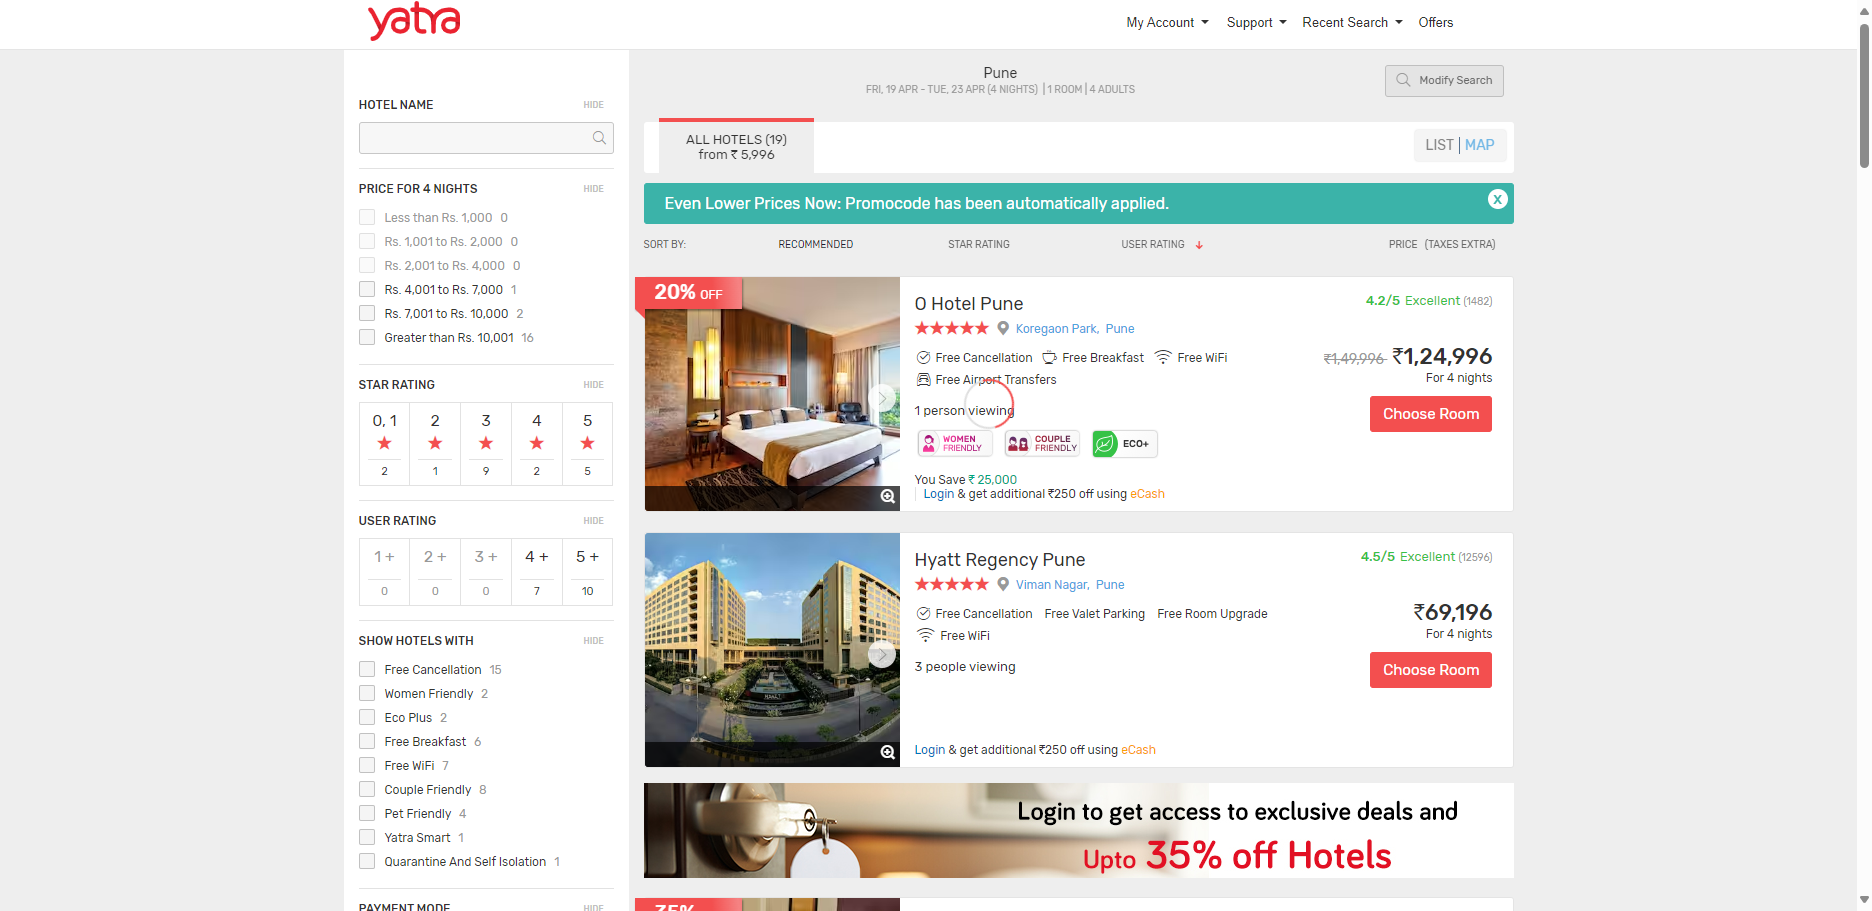 yatra
My Account
Support
Recent Search
Offers
Pune
FRI, 19 APR - TUE, 23 APR (4 NIGHTS) | 1 ROOM | 4 ADULTS
Modify Search
HOTEL NAME HIDE
PRICE FOR 4 NIGHTS HIDE
Less than Rs. 1,000 0
Rs. 1,001 to Rs. 2,000 0
Rs. 2,001 to Rs. 4,000 0
Rs. 4,001 to Rs. 7,000 1
Rs. 7,001 to Rs. 10,000 2
Greater than Rs. 10,001 16
STAR RATING HIDE
0, 1 2 3 4 5
2 1 9 2 5
USER RATING HIDE
1 + 2 + 3 + 4 + 5 +
0 0 0 7 10
SHOW HOTELS WITH HIDE
Free Cancellation 15
Women Friendly 2
Eco Plus 2
Free Breakfast 6
Free WiFi 7
Couple Friendly 8
Pet Friendly 4
Yatra Smart 1
Quarantine And Self Isolation 1
PAYMENT MODE HIDE
ALL HOTELS (19)
from ₹ 5,996
LIST | MAP
Even Lower Prices Now: Promocode has been automatically applied. X
SORT BY: RECOMMENDED STAR RATING USER RATING PRICE (TAXES EXTRA)
20% OFF
O Hotel Pune
4.2/5 Excellent (1482)
Koregaon Park, Pune
Free Cancellation Free Breakfast Free WiFi
Free Airport Transfers
₹1,49,996 ₹1,24,996
For 4 nights
Choose Room
1 person viewing
WOMEN FRIENDLY
COUPLE FRIENDLY
ECO+
You Save ₹ 25,000
Login & get additional ₹250 off using eCash
Hyatt Regency Pune
4.5/5 Excellent (12596)
Viman Nagar, Pune
Free Cancellation Free Valet Parking Free Room Upgrade
Free WiFi
₹69,196
For 4 nights
Choose Room
3 people viewing
Login & get additional ₹250 off using eCash
Login to get access to exclusive deals and
Upto 35% off Hotels
35%